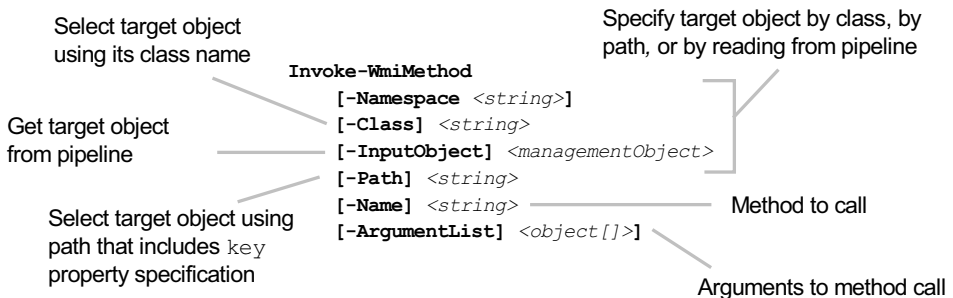 Select target object
using its class name
Specify target object by class, by
path, or by reading from pipeline
Invoke-WmiMethod
[-Namespace <string>]
[-Class] <string>
[-InputObject] <managementObject>
[-Path] <string>
[-Name] <string>
[-ArgumentList] <object[]>]
Get target object
from pipeline
Select target object using
path that includes key
property specification
Method to call
Arguments to method call